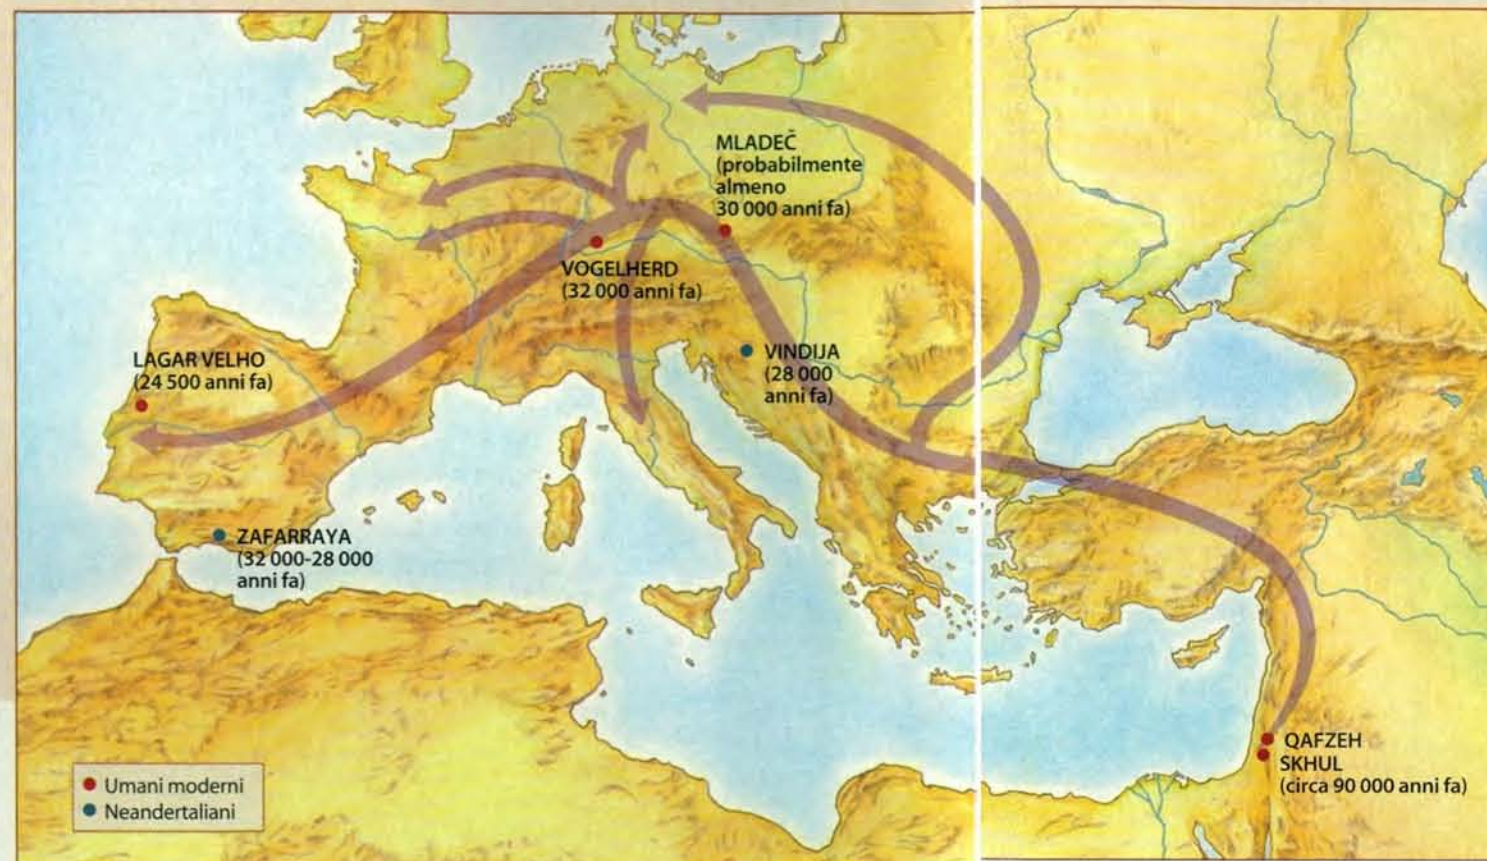 MLADEČ
(probabilmente
almeno
30 000 anni fa)
VOGELHERD
(32 000 anni fa)
LAGAR VELHO
(24 500 anni fa)
VINDIJA
(28 000
anni fa)
ZAFARRAYA
(32 000-28 000
anni fa)
QAFZEH
SKHUL
(circa 90 000 anni fa)
Umani moderni
Neandertaliani